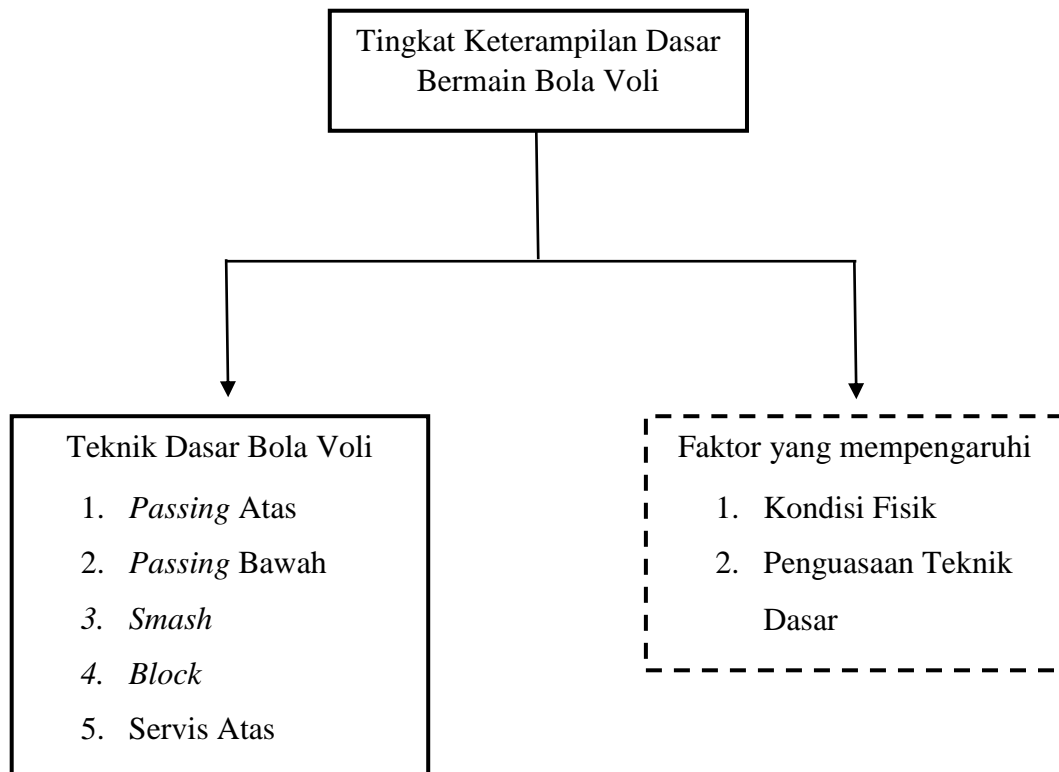 Tingkat Keterampilan Dasar
Bermain Bola Voli
Teknik Dasar Bola Voli
1. Passing Atas
2. Passing Bawah
3. Smash
4. Block
5. Servis Atas
Faktor yang mempengaruhi
1. Kondisi Fisik
2. Penguasaan Teknik
Dasar